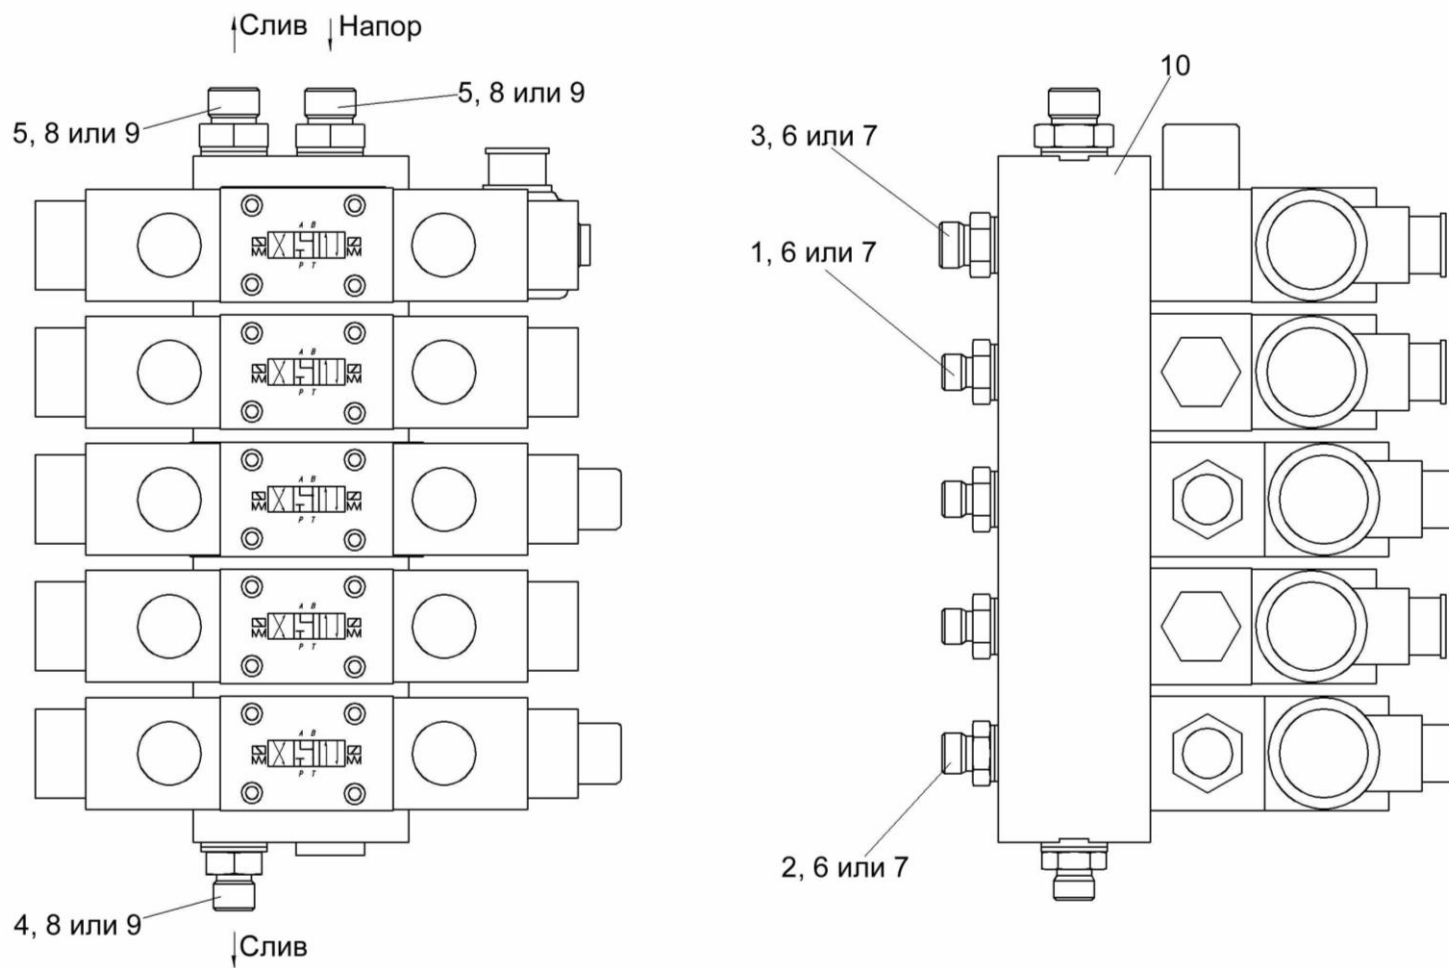 Слив
Напор
5, 8 или 9
5, 8 или 9
A B
P T
A B
P T
A B
P T
A B
P T
A B
P T
4, 8 или 9
Слив
10
3, 6 или 7
1, 6 или 7
2, 6 или 7